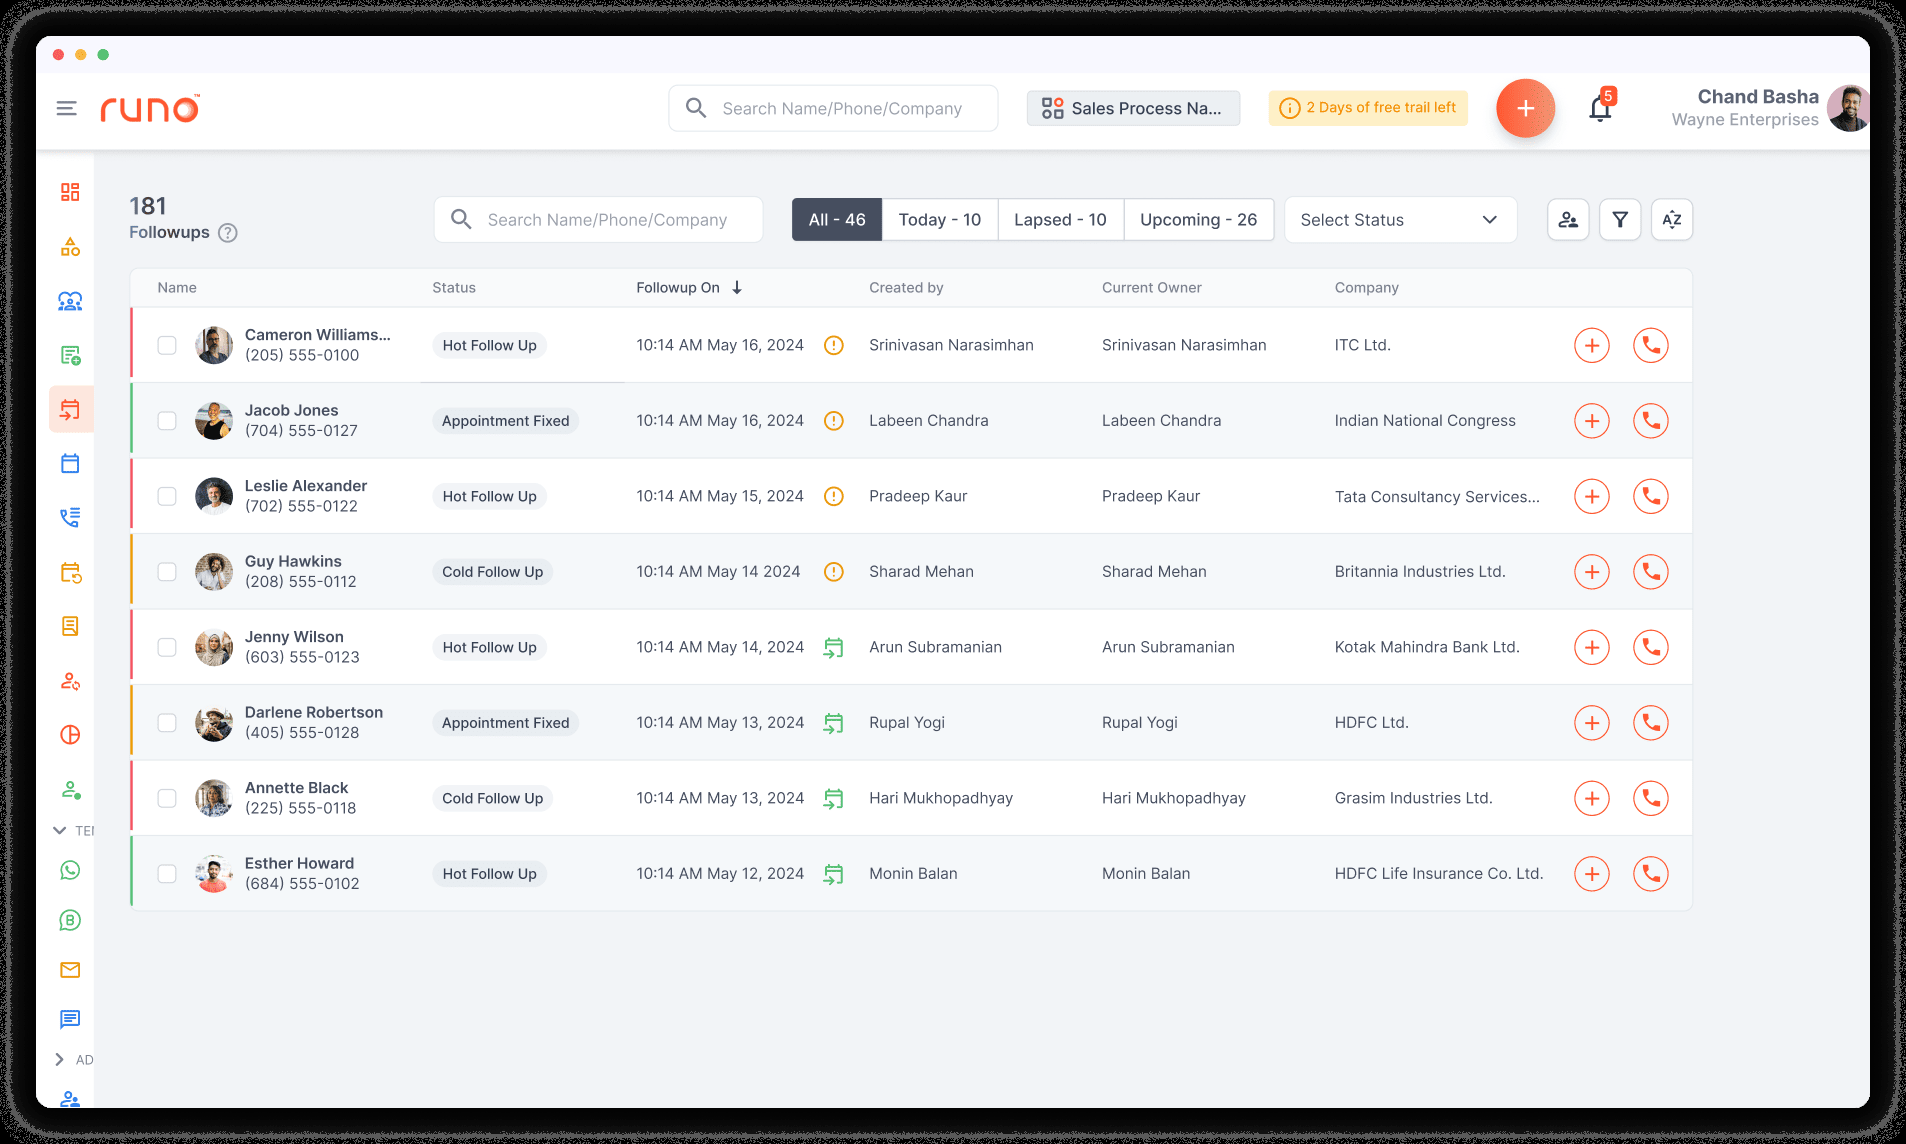 runo™
Search Name/Phone/Company
Sales Process Na...
2 Days of free trail left
5
Chand Basha
Wayne Enterprises
181
Followups ?
Search Name/Phone/Company
All - 46 Today - 10 Lapsed - 10 Upcoming - 26
Select Status
AZ
Name Status Followup On Created by Current Owner Company
Cameron Williams... Hot Follow Up 10:14 AM May 16, 2024 Srinivasan Narasimhan Srinivasan Narasimhan ITC Ltd.
(205) 555-0100
Jacob Jones Appointment Fixed 10:14 AM May 16, 2024 Labeen Chandra Labeen Chandra Indian National Congress
(704) 555-0127
Leslie Alexander Hot Follow Up 10:14 AM May 15, 2024 Pradeep Kaur Pradeep Kaur Tata Consultancy Services...
(702) 555-0122
Guy Hawkins Cold Follow Up 10:14 AM May 14 2024 Sharad Mehan Sharad Mehan Britannia Industries Ltd.
(208) 555-0112
Jenny Wilson Hot Follow Up 10:14 AM May 14, 2024 Arun Subramanian Arun Subramanian Kotak Mahindra Bank Ltd.
(603) 555-0123
Darlene Robertson Appointment Fixed 10:14 AM May 13, 2024 Rupal Yogi Rupal Yogi HDFC Ltd.
(405) 555-0128
Annette Black Cold Follow Up 10:14 AM May 13, 2024 Hari Mukhopadhyay Hari Mukhopadhyay Grasim Industries Ltd.
(225) 555-0118
Esther Howard Hot Follow Up 10:14 AM May 12, 2024 Monin Balan Monin Balan HDFC Life Insurance Co. Ltd.
(684) 555-0102
TE
B
AD